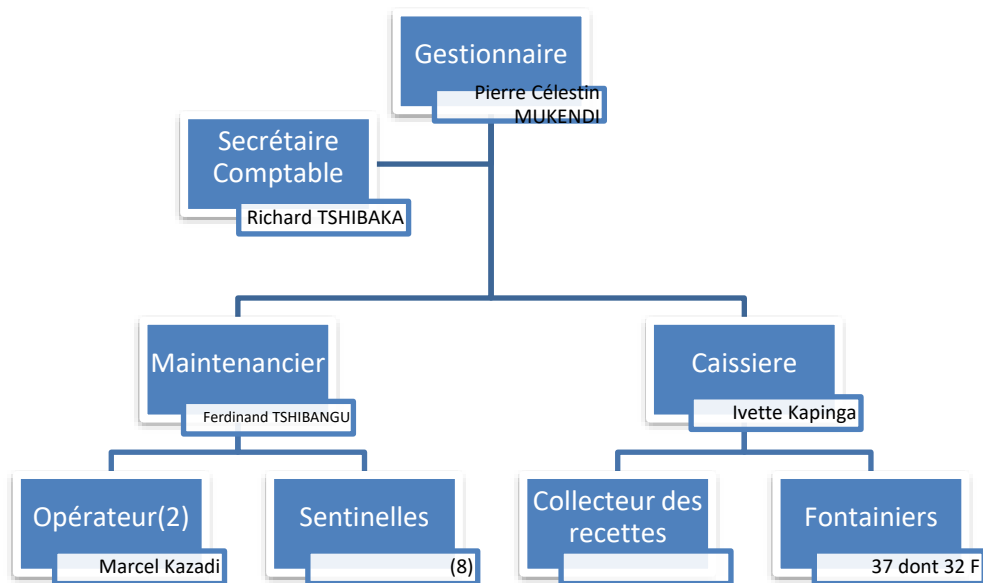 Gestionnaire
Pierre Célestin
MUKENDI
Secrétaire
Comptable
Richard TSHIBAKA
Maintenancier
Ferdinand TSHIBANGU
Caissiere
Ivette Kapinga
Opérateur(2)
Marcel Kazadi
Sentinelles
(8)
Collecteur des
recettes
Fontainiers
37 dont 32 F